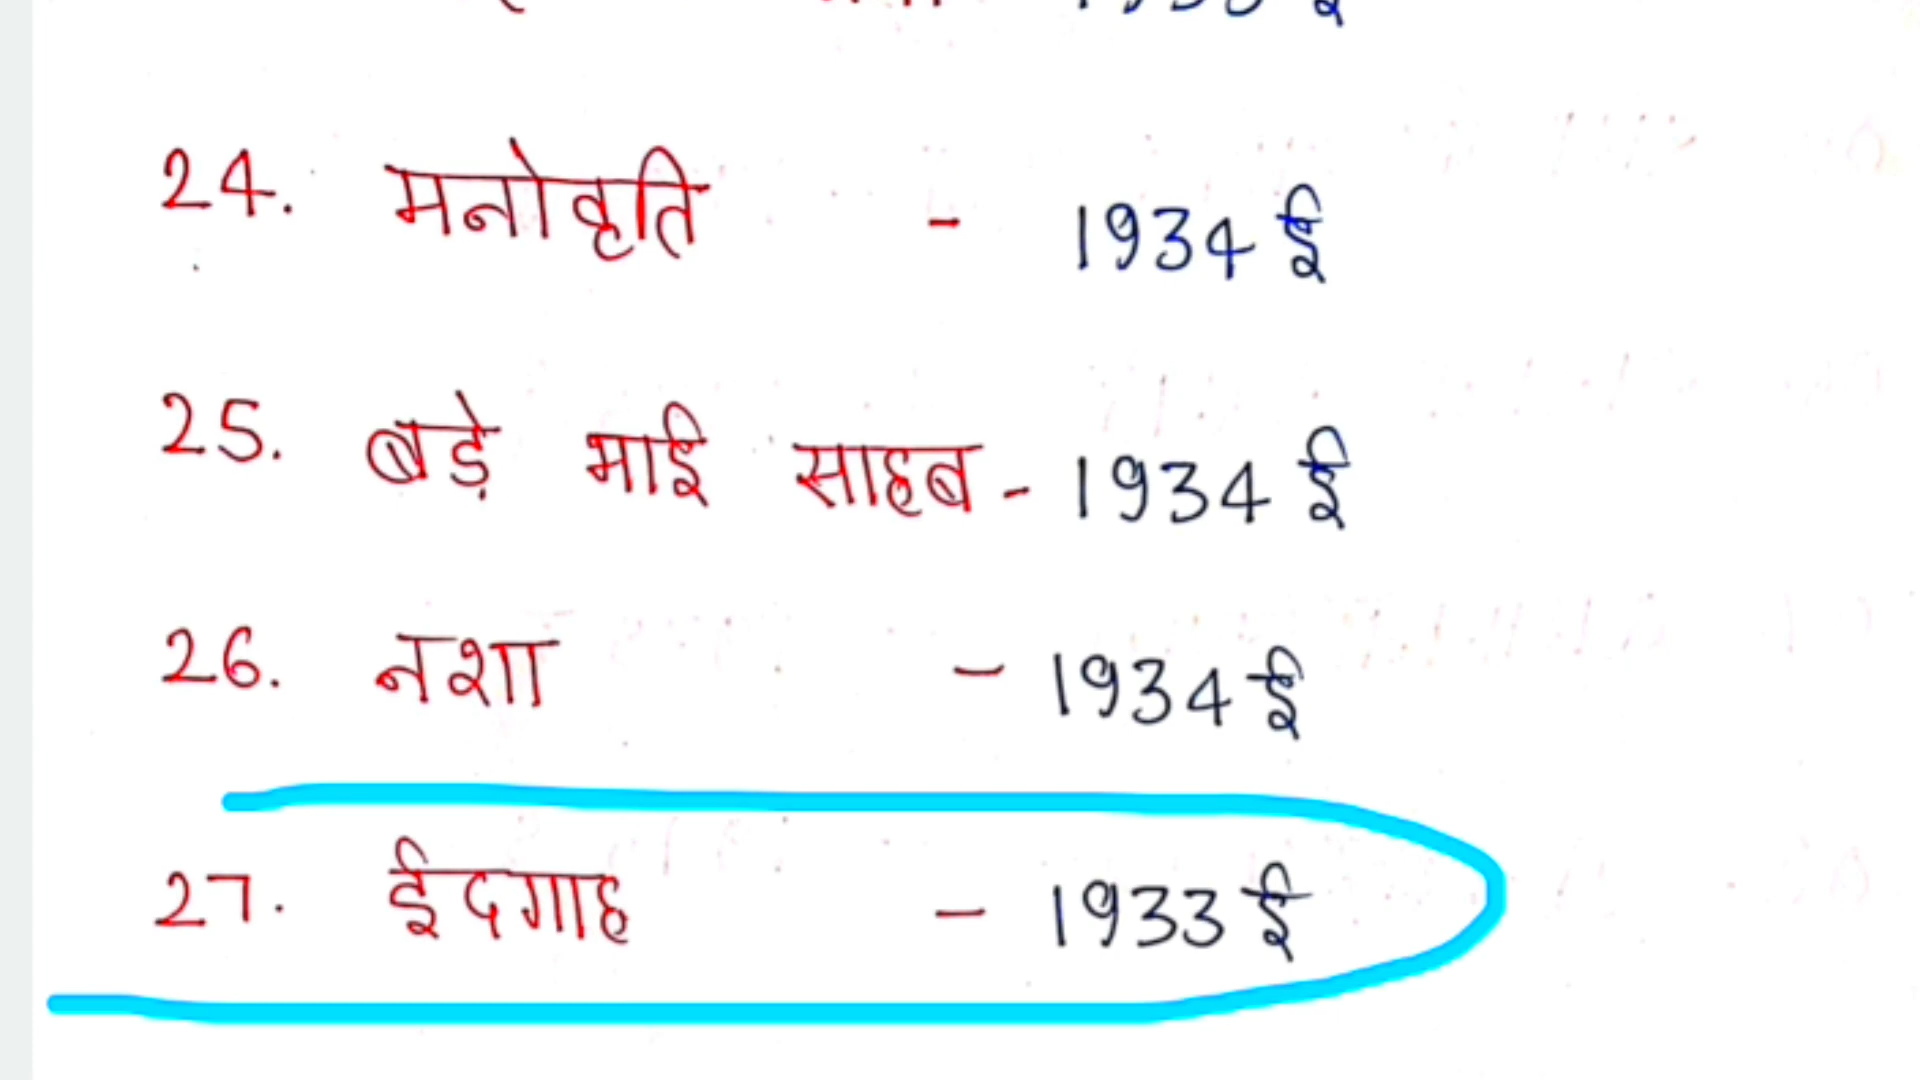 24. मनोवृति - 1934 ई
25. बड़े भाई साहब - 1934 ई
26. नशा - 1934 ई
27. ईदगाह - 1933 ई